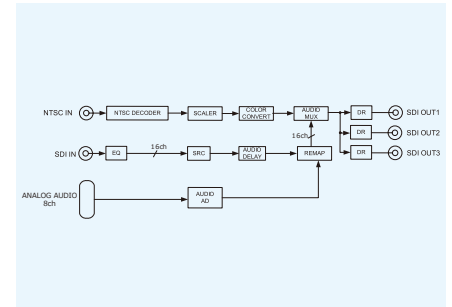 NTSC IN
NTSC DECODER
SCALER
COLOR
CONVERT
AUDIO
MUX
DR
SDI OUT1
DR
SDI OUT2
16ch
SDI IN
EQ
16ch
SRC
AUDIO
DELAY
REMAP
DR
SDI OUT3
ANALOG AUDIO
8ch
AUDIO
AD